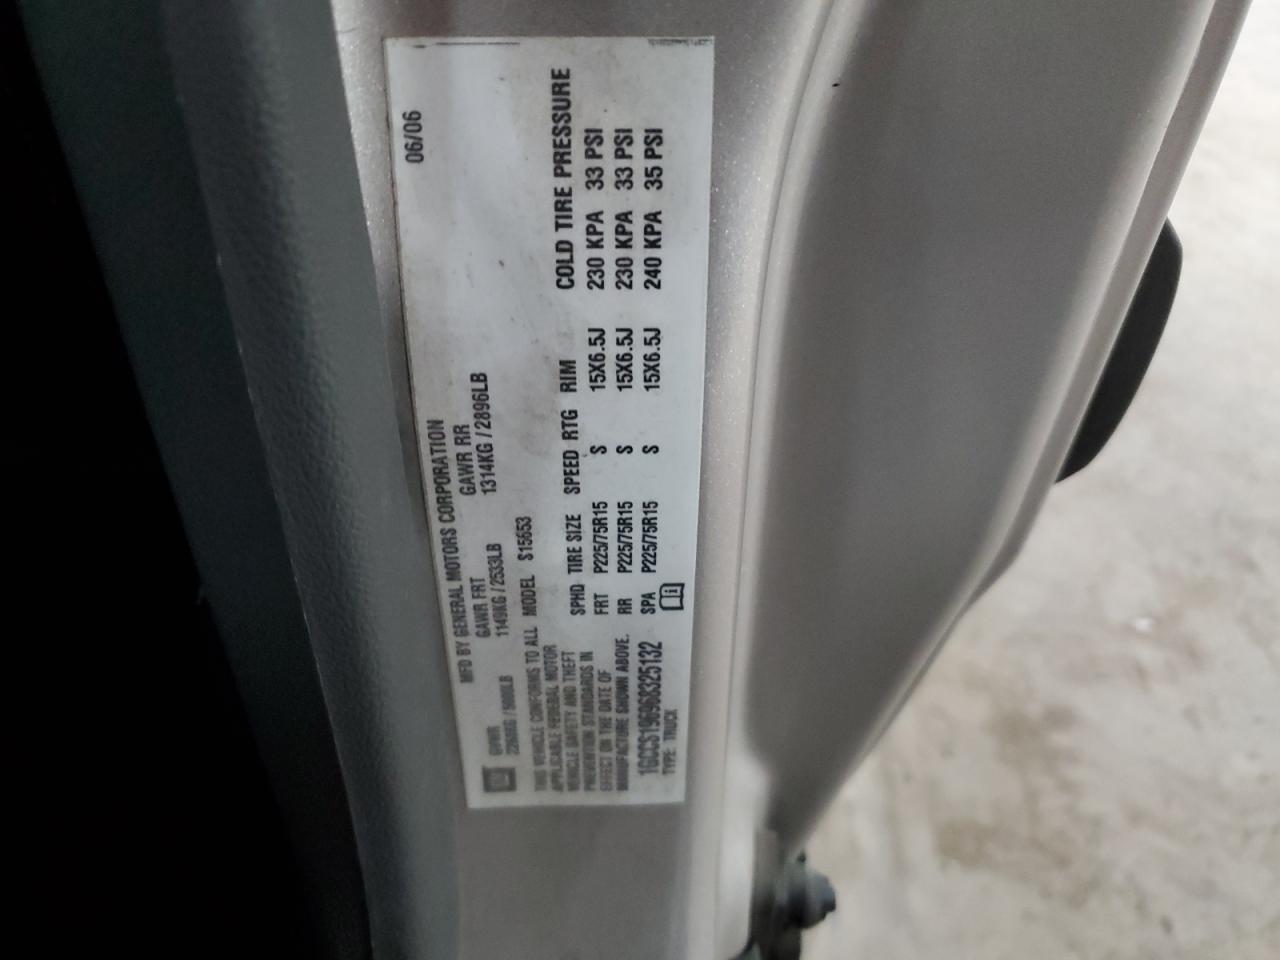 MFD BY GENERAL MOTORS CORPORATION 06/06
GVWR GAWR FRT GAWR RR
2268KG / 5000LB 1149KG / 2533LB 1314KG / 2896LB
THIS VEHICLE CONFORMS TO ALL
APPLICABLE FEDERAL MOTOR
VEHICLE SAFETY AND THEFT
PREVENTION STANDARDS IN
EFFECT ON THE DATE OF
MANUFACTURE SHOWN ABOVE.
1GCCS196968325132
TYPE: TRUCK
MODEL S15653
SPHD TIRE SIZE SPEED RTG RIM COLD TIRE PRESSURE
FRT P225/75R15 S 15X6.5J 230 KPA 33 PSI
RR P225/75R15 S 15X6.5J 230 KPA 33 PSI
SPA P225/75R15 S 15X6.5J 240 KPA 35 PSI